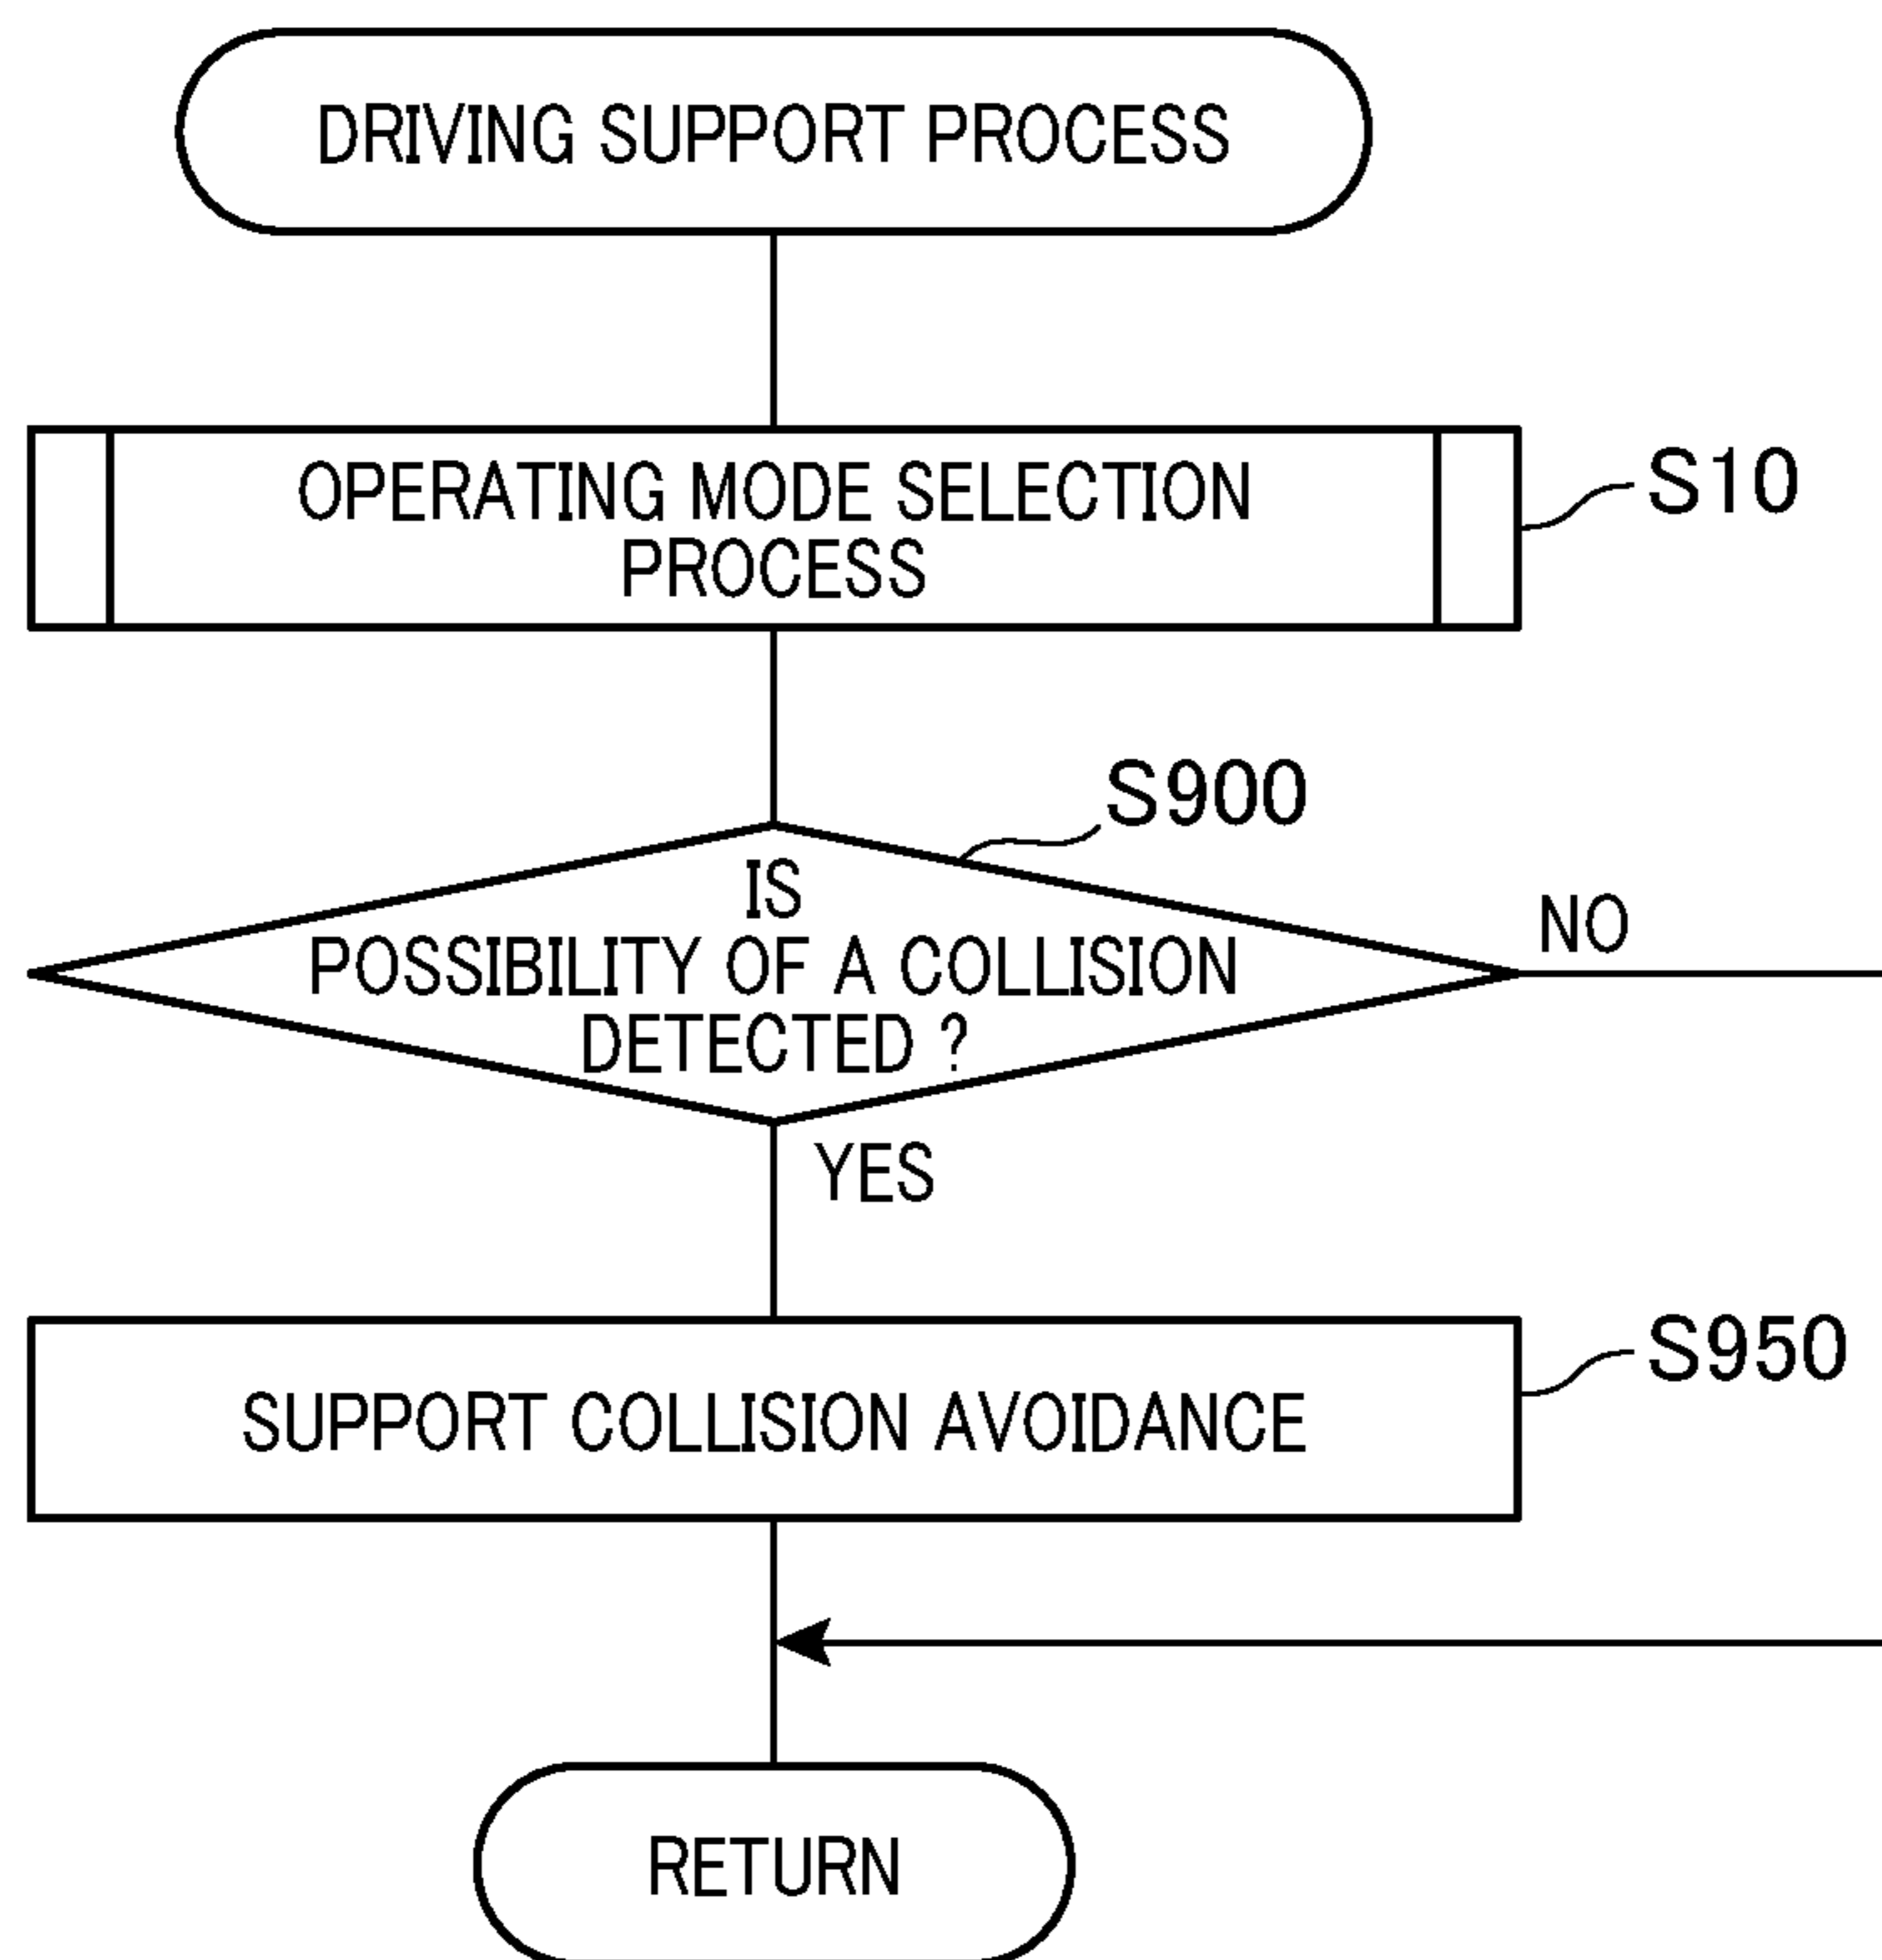 DRIVING SUPPORT PROCESS
OPERATING MODE SELECTION
PROCESS
S10
S900
IS
POSSIBILITY OF A COLLISION
DETECTED ?
NO
YES
SUPPORT COLLISION AVOIDANCE
S950
RETURN